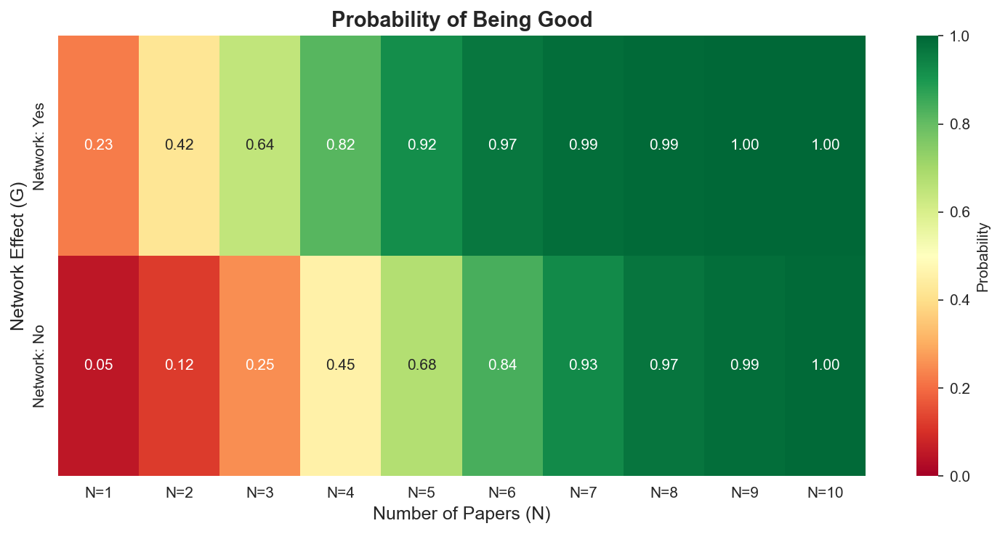 Probability of Being Good
Network Effect (G)
Network: Yes
0.23 0.42 0.64 0.82 0.92 0.97 0.99 0.99 1.00 1.00
Network: No
0.05 0.12 0.25 0.45 0.68 0.84 0.93 0.97 0.99 1.00
N=1 N=2 N=3 N=4 N=5 N=6 N=7 N=8 N=9 N=10
Number of Papers (N)
1.0
0.8
0.6
0.4
0.2
0.0
Probability